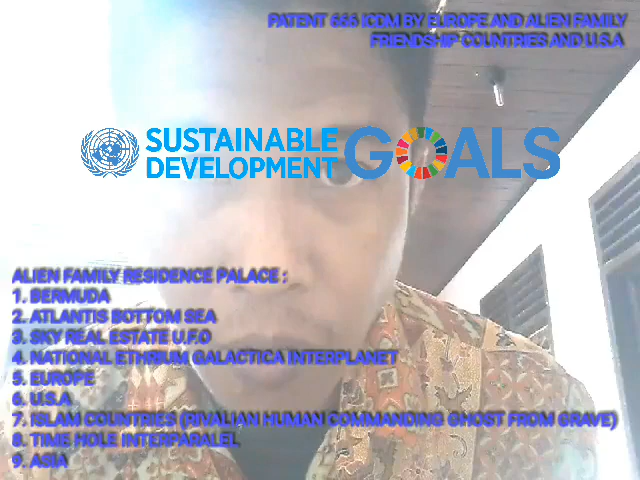 PATENT 666 ICDM BY EUROPE AND ALIEN FAMILY
FRIENDSHIP COUNTRIES AND U.S.A
SUSTAINABLE
DEVELOPMENT
GOALS
ALIEN FAMILY RESIDENCE PALACE :
1. BERMUDA
2. ATLANTIS BOTTOM SEA
3. SKY REAL ESTATE U.F.O
4. NATIONAL ETHRIUM GALACTICA INTERPLANET
5. EUROPE
6. U.S.A
7. ISLAM COUNTRIES (RIVALIAN HUMAN COMMANDING GHOST FROM GRAVE)
8. TIME HOLE INTERPARALEL
9. ASIA